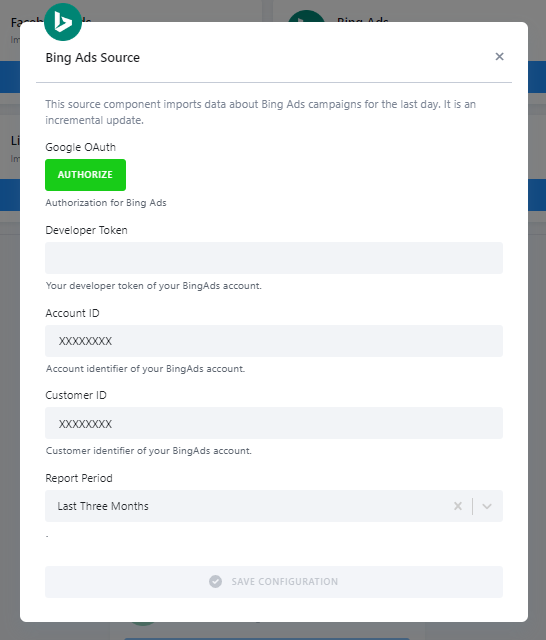 Bing Ads
Bing Ads Source
This source component imports data about Bing Ads campaigns for the last day. It is an
incremental update.
Google OAuth
AUTHORIZE
Authorization for Bing Ads
Developer Token
Your developer token of your BingAds account.
Account ID
XXXXXXXX
Account identifier of your BingAds account.
Customer ID
XXXXXXXX
Customer identifier of your BingAds account.
Report Period
Last Three Months
.
SAVE CONFIGURATION